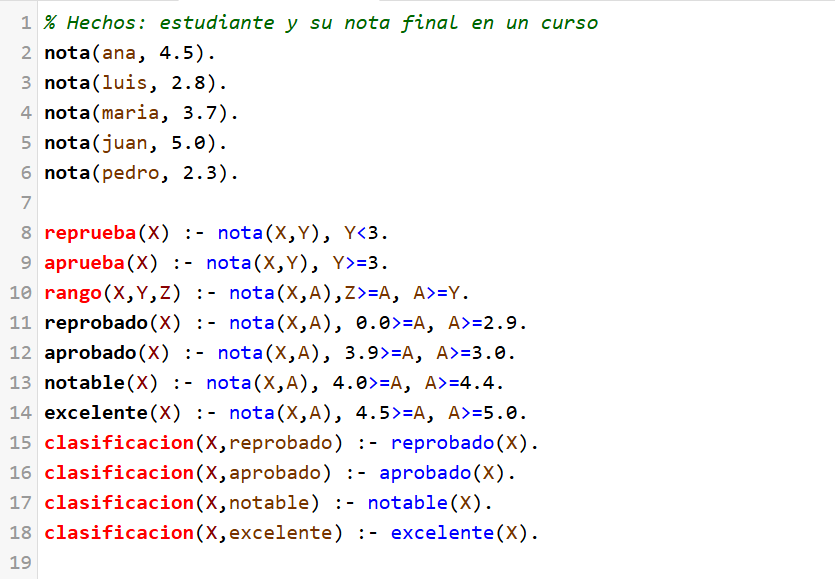 1 % Hechos: estudiante y su nota final en un curso
2 nota(ana, 4.5).
3 nota(luis, 2.8).
4 nota(maria, 3.7).
5 nota(juan, 5.0).
6 nota(pedro, 2.3).
7
8 reprueba(X) :- nota(X,Y), Y<3.
9 aprueba(X) :- nota(X,Y), Y>=3.
10 rango(X,Y,Z) :- nota(X,A),Z>=A, A>=Y.
11 reprobado(X) :- nota(X,A), 0.0>=A, A>=2.9.
12 aprobado(X) :- nota(X,A), 3.9>=A, A>=3.0.
13 notable(X) :- nota(X,A), 4.0>=A, A>=4.4.
14 excelente(X) :- nota(X,A), 4.5>=A, A>=5.0.
15 clasificacion(X,reprobado) :- reprobado(X).
16 clasificacion(X,aprobado) :- aprobado(X).
17 clasificacion(X,notable) :- notable(X).
18 clasificacion(X,excelente) :- excelente(X).
19